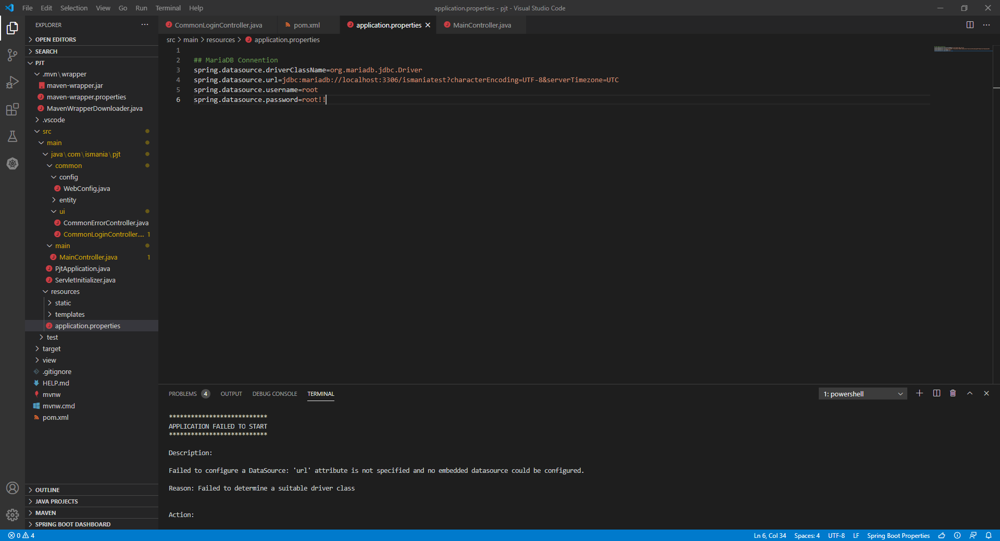 File Edit Selection View Go Run Terminal Help
application.properties - pjt - Visual Studio Code
EXPLORER
OPEN EDITORS
SEARCH
PJT
.mvn\wrapper
maven-wrapper.jar
maven-wrapper.properties
MavenWrapperDownloader.java
.vscode
src
main
java\com\ismania\pjt
common
config
WebConfig.java
entity
ui
CommonErrorController.java
CommonLoginController.... 1
main
MainController.java 1
PjtApplication.java
ServletInitializer.java
resources
static
templates
application.properties
test
target
view
.gitignore
HELP.md
mvnw
mvnw.cmd
pom.xml
OUTLINE
JAVA PROJECTS
MAVEN
SPRING BOOT DASHBOARD
CommonLoginController.java pom.xml application.properties MainController.java
src > main > resources > application.properties
1
2 ## MariaDB Connention
3 spring.datasource.driverClassName=org.mariadb.jdbc.Driver
4 spring.datasource.url=jdbc:mariadb://localhost:3306/ismaniatest?characterEncoding=UTF-8&serverTimezone=UTC
5 spring.datasource.username=root
6 spring.datasource.password=root!!
PROBLEMS 4 OUTPUT DEBUG CONSOLE TERMINAL
1: powershell
***************************
APPLICATION FAILED TO START
***************************
Description:
Failed to configure a DataSource: 'url' attribute is not specified and no embedded datasource could be configured.
Reason: Failed to determine a suitable driver class
Action:
0 4
Ln 6, Col 34 Spaces: 4 UTF-8 LF Spring Boot Properties